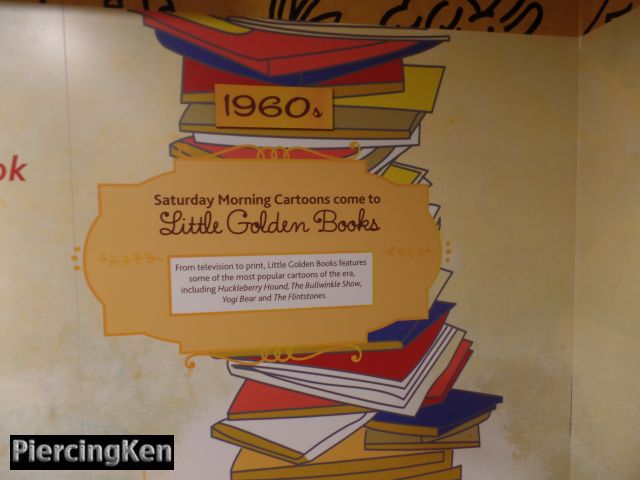 1960s
ok
Saturday Morning Cartoons come to
Little Golden Books
From television to print, Little Golden Books features
some of the most popular cartoons of the era,
including Huckleberry Hound, The Bullwinkle Show,
Yogi Bear and The Flintstones.
PiercingKen